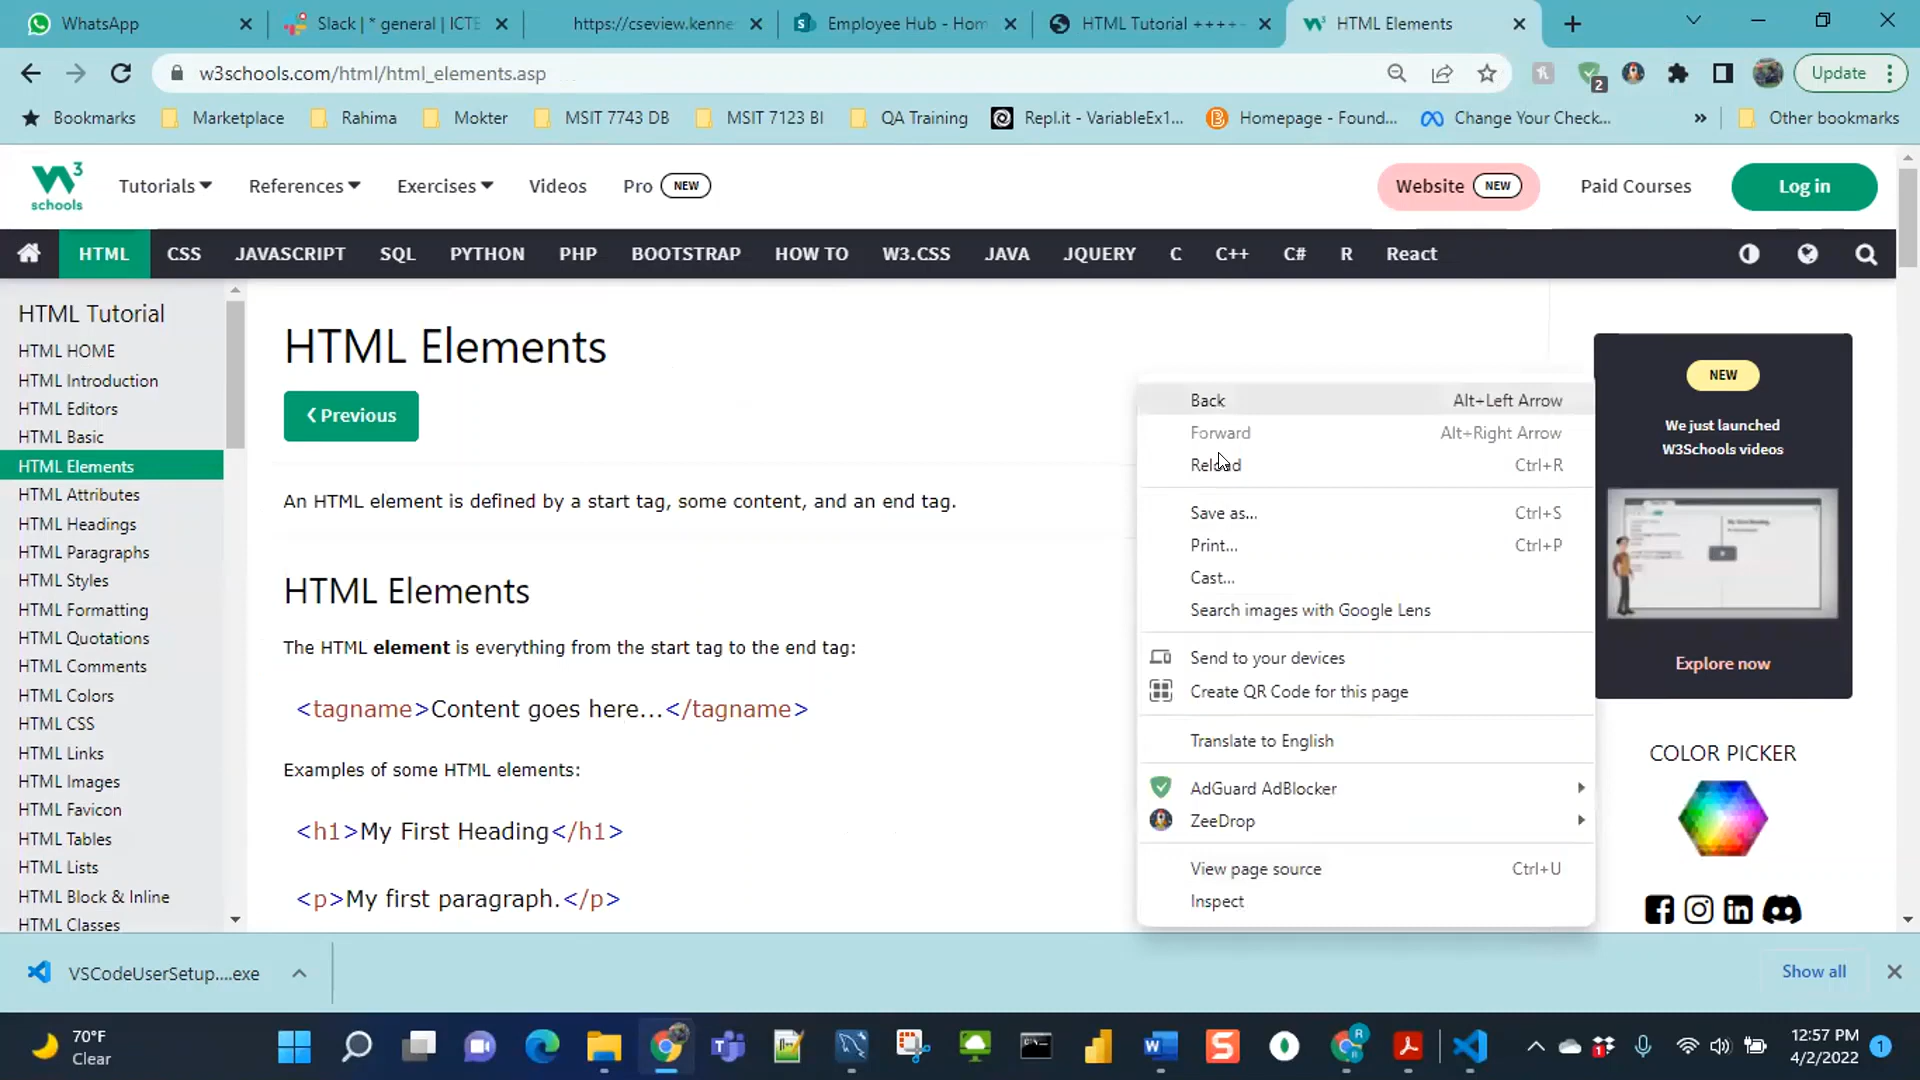 WhatsApp
Slack | * general | ICTE
https://cseview.kenne
Employee Hub - Hom
HTML Tutorial ++++ -
HTML Elements
w3schools.com/html/html_elements.asp
2
Update
Bookmarks
Marketplace
Rahima
Mokter
MSIT 7743 DB
MSIT 7123 BI
QA Training
Repl.it - VariableEx1...
Homepage - Found...
Change Your Check...
»
Other bookmarks
W3 schools
Tutorials
References
Exercises
Videos
Pro NEW
Website NEW
Paid Courses
Log in
HTML
CSS
JAVASCRIPT
SQL
PYTHON
PHP
BOOTSTRAP
HOW TO
W3.CSS
JAVA
JQUERY
C
C++
C#
R
React
HTML Tutorial
HTML HOME
HTML Introduction
HTML Editors
HTML Basic
HTML Elements
HTML Attributes
HTML Headings
HTML Paragraphs
HTML Styles
HTML Formatting
HTML Quotations
HTML Comments
HTML Colors
HTML CSS
HTML Links
HTML Images
HTML Favicon
HTML Tables
HTML Lists
HTML Block & Inline
HTML Classes
HTML Elements
❮ Previous
An HTML element is defined by a start tag, some content, and an end tag.
HTML Elements
The HTML element is everything from the start tag to the end tag:
<tagname>Content goes here...</tagname>
Examples of some HTML elements:
<h1>My First Heading</h1>
<p>My first paragraph.</p>
Back Alt+Left Arrow
Forward Alt+Right Arrow
Reload Ctrl+R
Save as... Ctrl+S
Print... Ctrl+P
Cast...
Search images with Google Lens
Send to your devices
Create QR Code for this page
Translate to English
AdGuard AdBlocker
ZeeDrop
View page source Ctrl+U
Inspect
NEW
We just launched
W3Schools videos
Explore now
COLOR PICKER
VSCodeUserSetup....exe
Show all
70°F
Clear
12:57 PM
4/2/2022
1